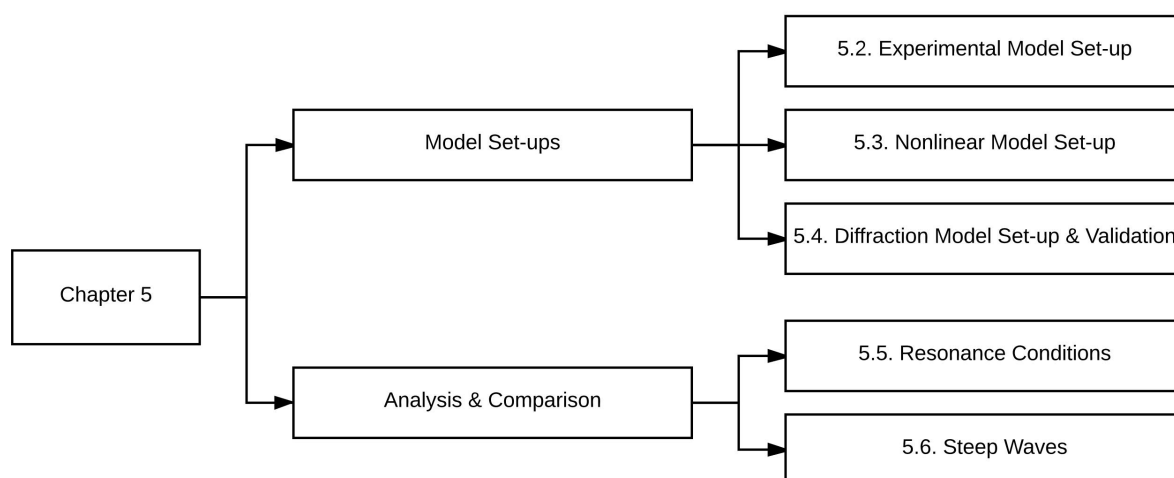 Chapter 5
Model Set-ups
5.2. Experimental Model Set-up
5.3. Nonlinear Model Set-up
5.4. Diffraction Model Set-up & Validation
Analysis & Comparison
5.5. Resonance Conditions
5.6. Steep Waves